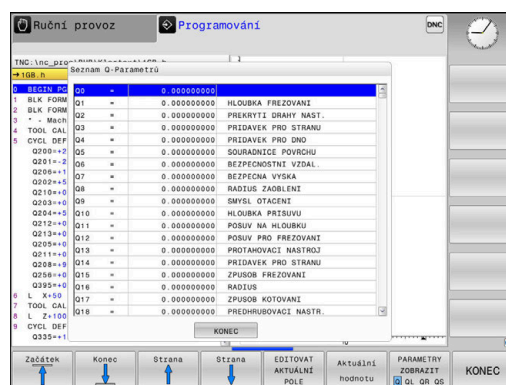 Ruční provoz
Programování
DNC
TNC:\nc_prog\
→1GB.h
Seznam Q-Parametrů
0 BEGIN PG
1 BLK FORM
2 BLK FORM
3 * - Mach
4 TOOL CAL
5 CYCL DEF
Q200=+2
Q201=-2
Q206=+1
Q202=+5
Q210=+0
Q203=+0
Q204=+5
Q212=+0
Q213=+0
Q205=+0
Q211=+0
Q208=+9
Q256=+0
Q395=+0
6 L X+50
7 TOOL CAL
8 L Z+100
9 CYCL DEF
Q335=+1
Q0 = 0.000000000
Q1 = 0.000000000 HLOUBKA FREZOVANI
Q2 = 0.000000000 PREKRYTI DRAHY NAST.
Q3 = 0.000000000 PRIDAVEK PRO STRANU
Q4 = 0.000000000 PRIDAVEK PRO DNO
Q5 = 0.000000000 SOURADNICE POVRCHU
Q6 = 0.000000000 BEZPECNOSTNI VZDAL.
Q7 = 0.000000000 BEZPECNA VYSKA
Q8 = 0.000000000 RADIUS ZAOBLENI
Q9 = 0.000000000 SMYSL OTACENI
Q10 = 0.000000000 HLOUBKA PRISUVU
Q11 = 0.000000000 POSUV NA HLOUBKU
Q12 = 0.000000000 POSUV PRO FREZOVANI
Q13 = 0.000000000 PROTAHOVACI NASTROJ
Q14 = 0.000000000 PRIDAVEK PRO STRANU
Q15 = 0.000000000 ZPUSOB FREZOVANI
Q16 = 0.000000000 RADIUS
Q17 = 0.000000000 ZPUSOB KOTOVANI
Q18 = 0.000000000 PREDHRUBOVACI NASTR.
KONEC
Začátek
Konec
Strana
Strana
EDITOVAT
AKTUÁLNÍ
POLE
Aktuální
hodnotu
PARAMETRY
ZOBRAZIT
Q QL QR QS
KONEC